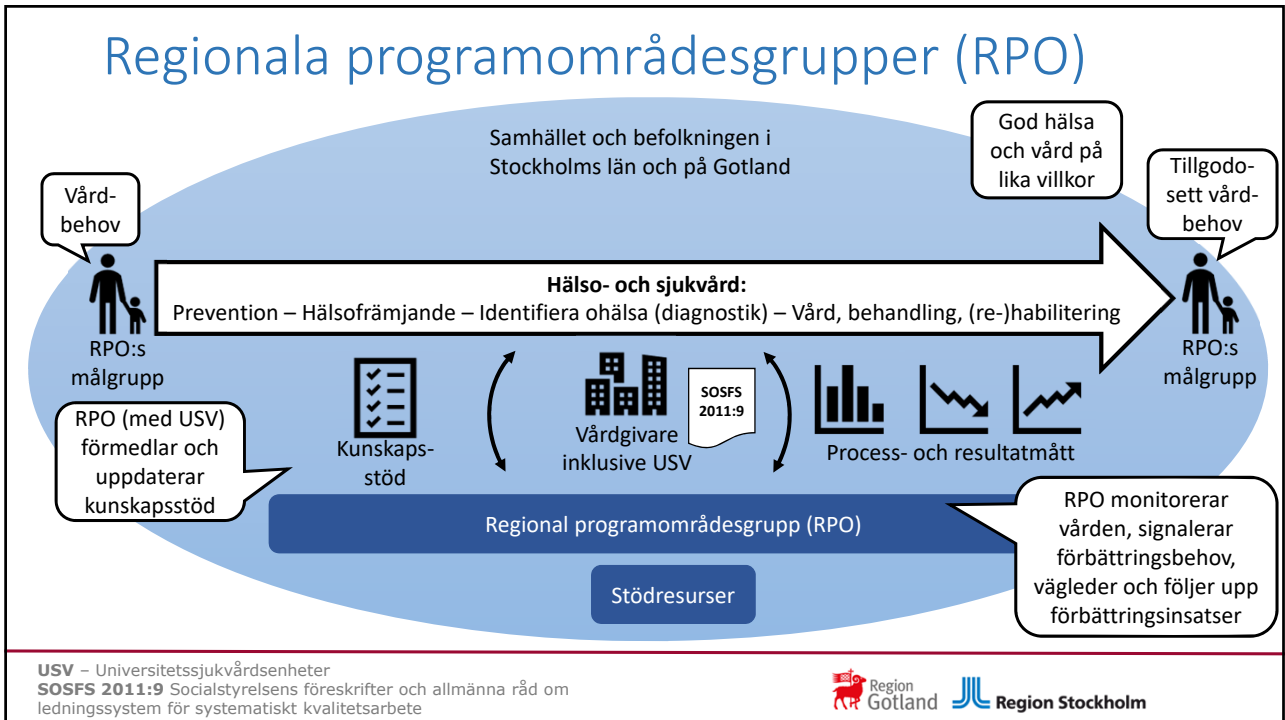 Regionala programområdesgrupper (RPO)
Samhället och befolkningen i
Stockholms län och på Gotland
God hälsa
och vård på
lika villkor
Vård-
behov
Tillgodo-
sett vård-
behov
Hälso- och sjukvård:
Prevention – Hälsofrämjande – Identifiera ohälsa (diagnostik) – Vård, behandling, (re-)habilitering
RPO:s
målgrupp
RPO:s
målgrupp
RPO (med USV)
förmedlar och
uppdaterar
kunskapsstöd
Kunskaps-
stöd
Vårdgivare
inklusive USV
SOSFS
2011:9
Process- och resultatmått
Regional programområdesgrupp (RPO)
RPO monitorerar
vården, signalerar
förbättringsbehov,
vägleder och följer upp
förbättringsinsatser
Stödresurser
USV – Universitetssjukvårdsenheter
SOSFS 2011:9 Socialstyrelsens föreskrifter och allmänna råd om
ledningssystem för systematiskt kvalitetsarbete
Region
Gotland
Region Stockholm